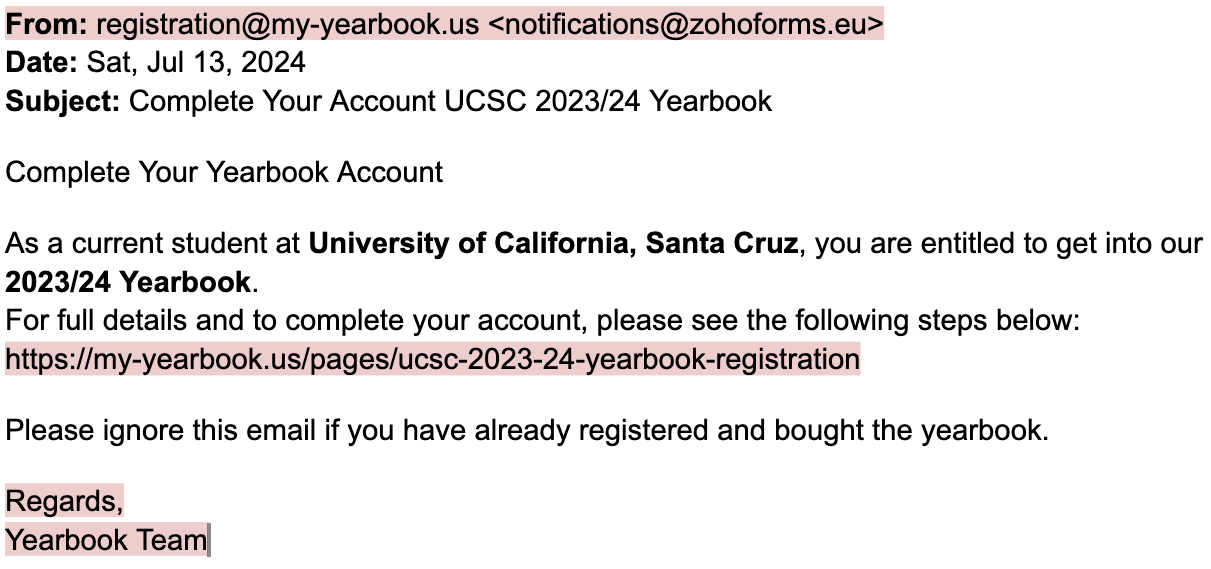 From: registration@my-yearbook.us <notifications@zohoforms.eu>
Date: Sat, Jul 13, 2024
Subject: Complete Your Account UCSC 2023/24 Yearbook
Complete Your Yearbook Account
As a current student at University of California, Santa Cruz, you are entitled to get into our
2023/24 Yearbook.
For full details and to complete your account, please see the following steps below:
https://my-yearbook.us/pages/ucsc-2023-24-yearbook-registration
Please ignore this email if you have already registered and bought the yearbook.
Regards,
Yearbook Team